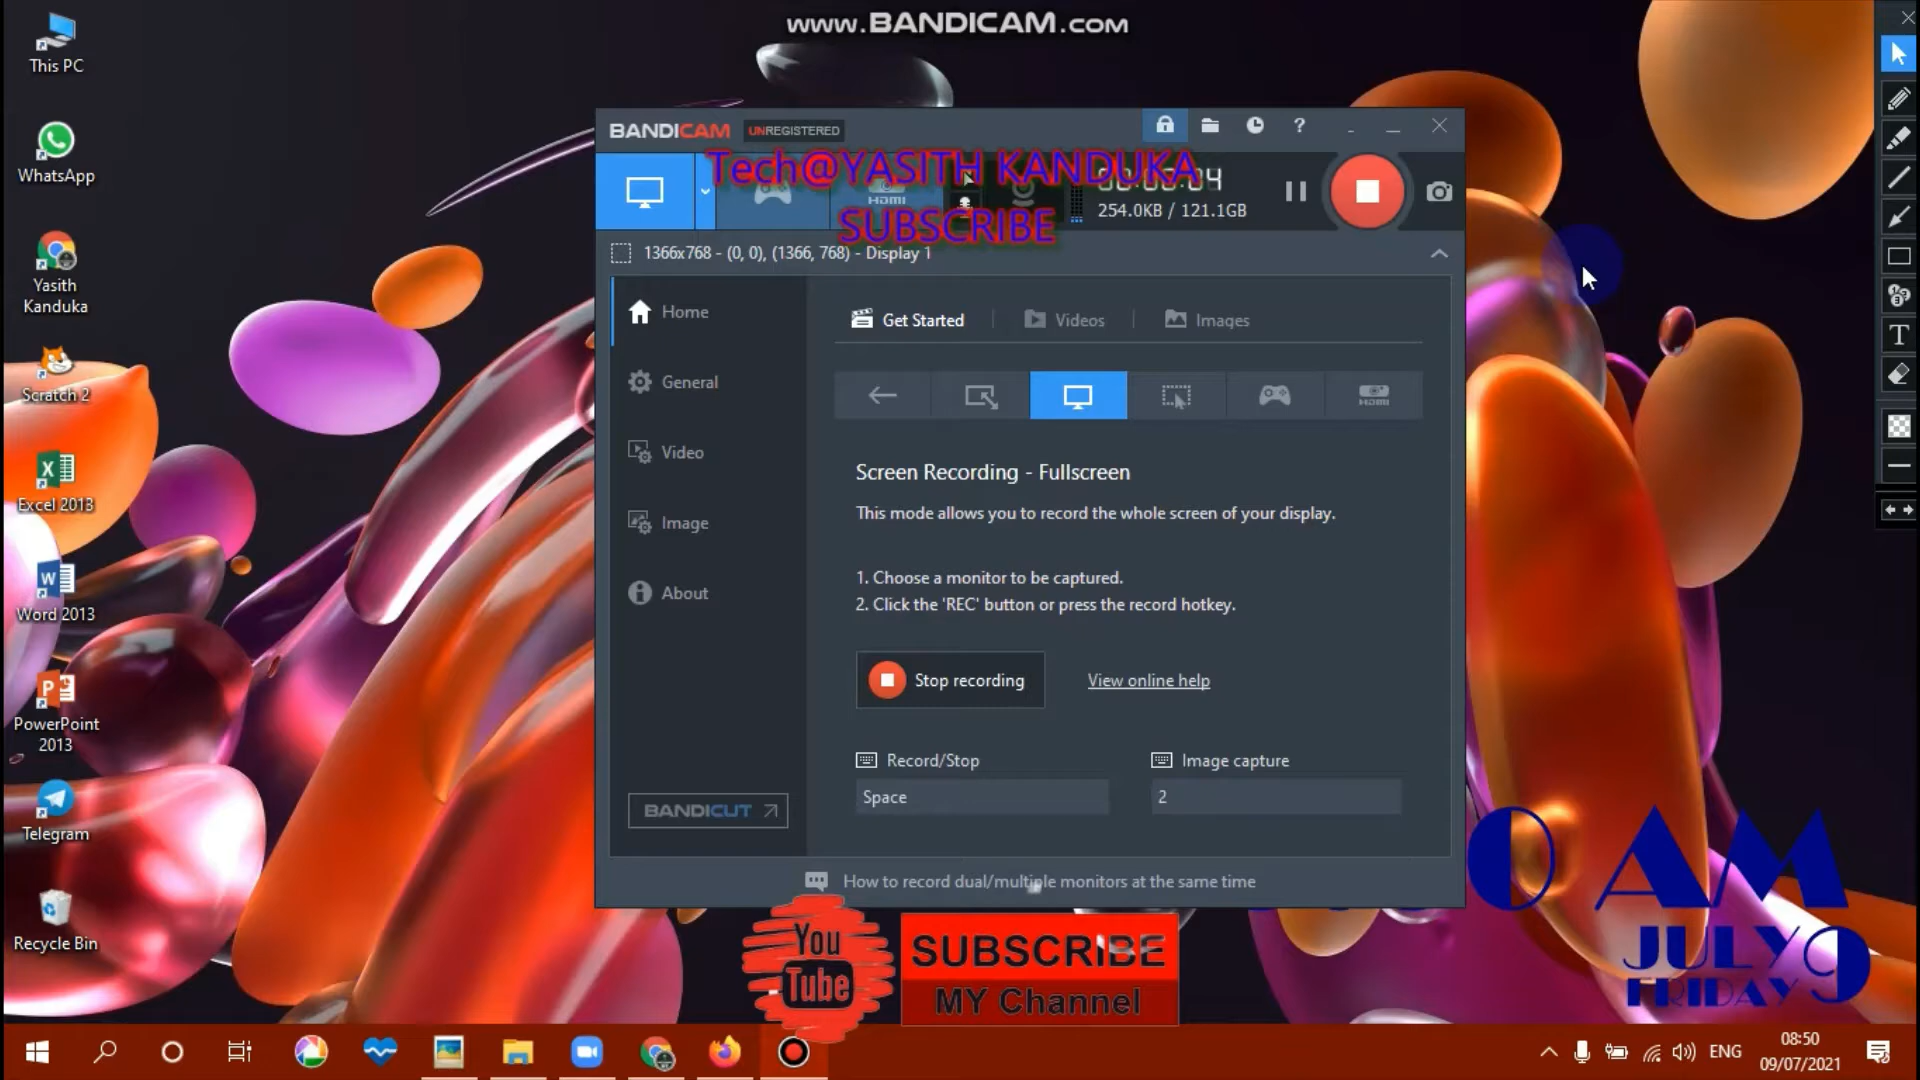 www.BANDICAM.com
This PC
WhatsApp
Yasith
Kanduka
Scratch 2
Excel 2013
Word 2013
PowerPoint
2013
Telegram
Recycle Bin
BANDICAM UNREGISTERED
Tech@YASITH KANDUKA
SUBSCRIBE
HDMI
254.0KB / 121.1GB
1366x768 - (0, 0), (1366, 768) - Display 1
Home
General
Video
Image
About
BANDICUT
Get Started
Videos
Images
HDMI
Screen Recording - Fullscreen
This mode allows you to record the whole screen of your display.
1. Choose a monitor to be captured.
2. Click the 'REC' button or press the record hotkey.
Stop recording
View online help
Record/Stop
Image capture
Space
2
How to record dual/multiple monitors at the same time
You
Tube
SUBSCRIBE
MY Channel
0 AM
JULY 9
FRIDAY
ENG
08:50
09/07/2021